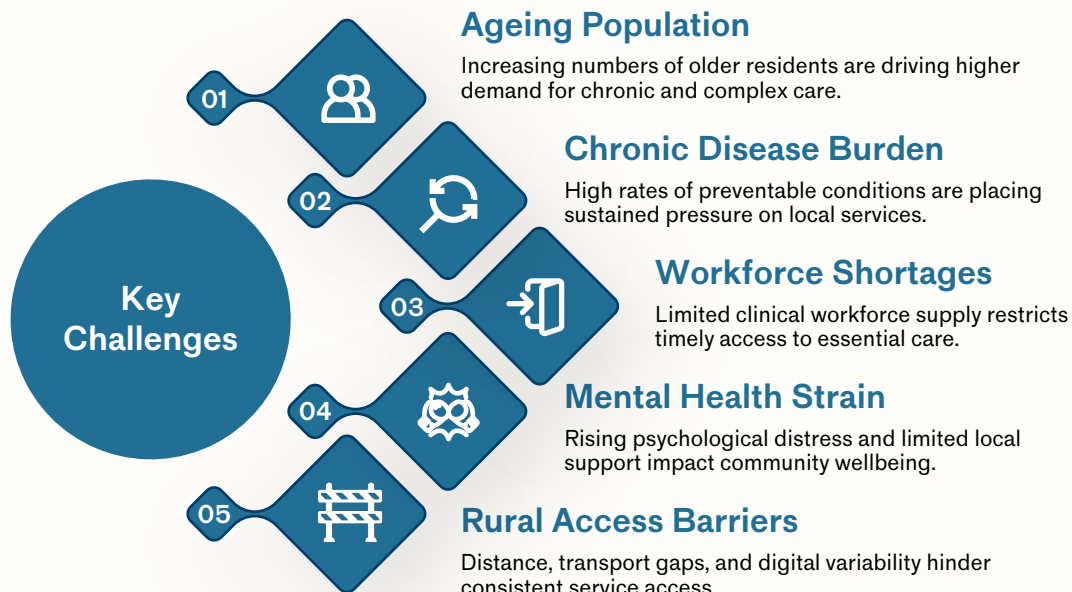 Key
Challenges
01
Ageing Population
Increasing numbers of older residents are driving higher
demand for chronic and complex care.
02
Chronic Disease Burden
High rates of preventable conditions are placing
sustained pressure on local services.
03
Workforce Shortages
Limited clinical workforce supply restricts
timely access to essential care.
04
Mental Health Strain
Rising psychological distress and limited local
support impact community wellbeing.
05
Rural Access Barriers
Distance, transport gaps, and digital variability hinder
consistent service access